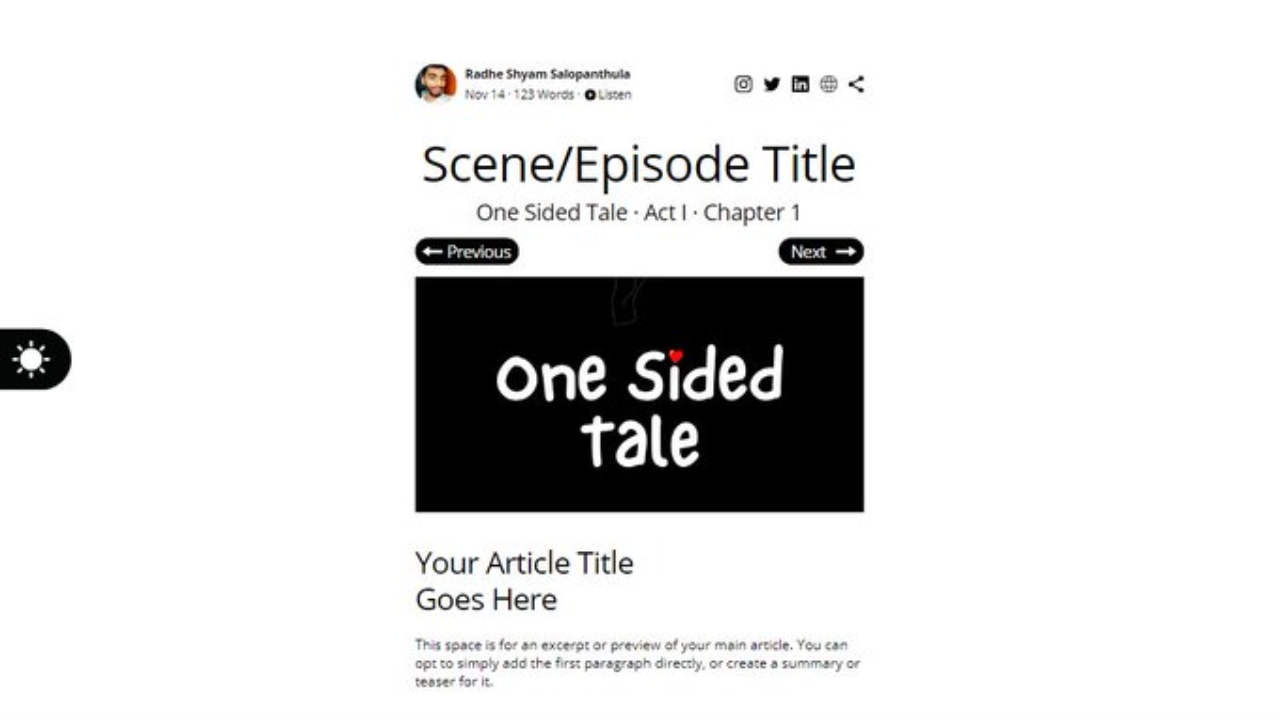 Radhe Shyam Salopanthula
Nov 14 · 123 Words · Listen
Scene/Episode Title
One Sided Tale · Act I · Chapter 1
Previous
Next
One Sided
Tale
Your Article Title
Goes Here
This space is for an excerpt or preview of your main article. You can
opt to simply add the first paragraph directly, or create a summary or
teaser for it.